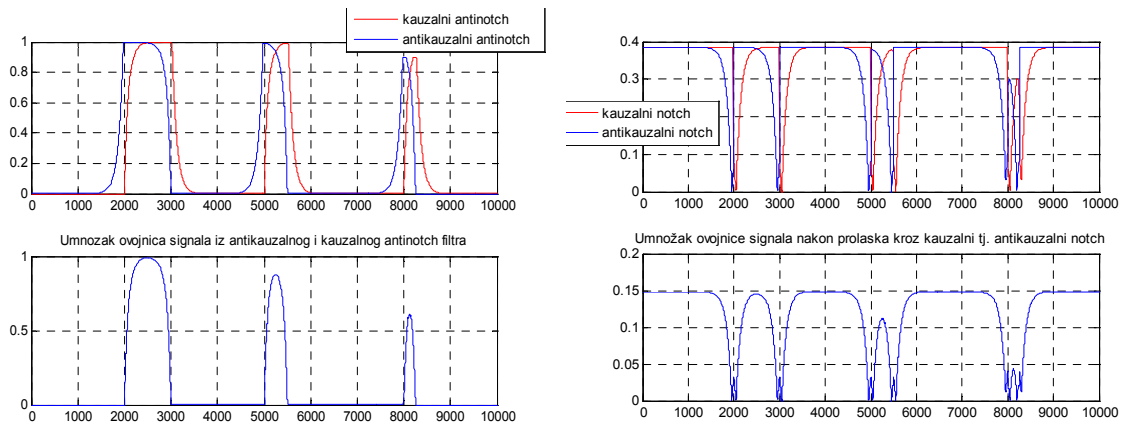 kauzalni antinotch
antikauzalni antinotch
1
0.8
0.6
0.4
0.2
0
0 1000 2000 3000 4000 5000 6000 7000 8000 9000 10000
Umnozak ovojnica signala iz antikauzalnog i kauzalnog antinotch filtra
1
0.5
0
0 1000 2000 3000 4000 5000 6000 7000 8000 9000 10000
0.4
0.3
0.2
0.1
0
kauzalni notch
antikauzalni notch
0 1000 2000 3000 4000 5000 6000 7000 8000 9000 10000
Umnožak ovojnice signala nakon prolaska kroz kauzalni tj. antikauzalni notch
0.2
0.15
0.1
0.05
0
0 1000 2000 3000 4000 5000 6000 7000 8000 9000 10000